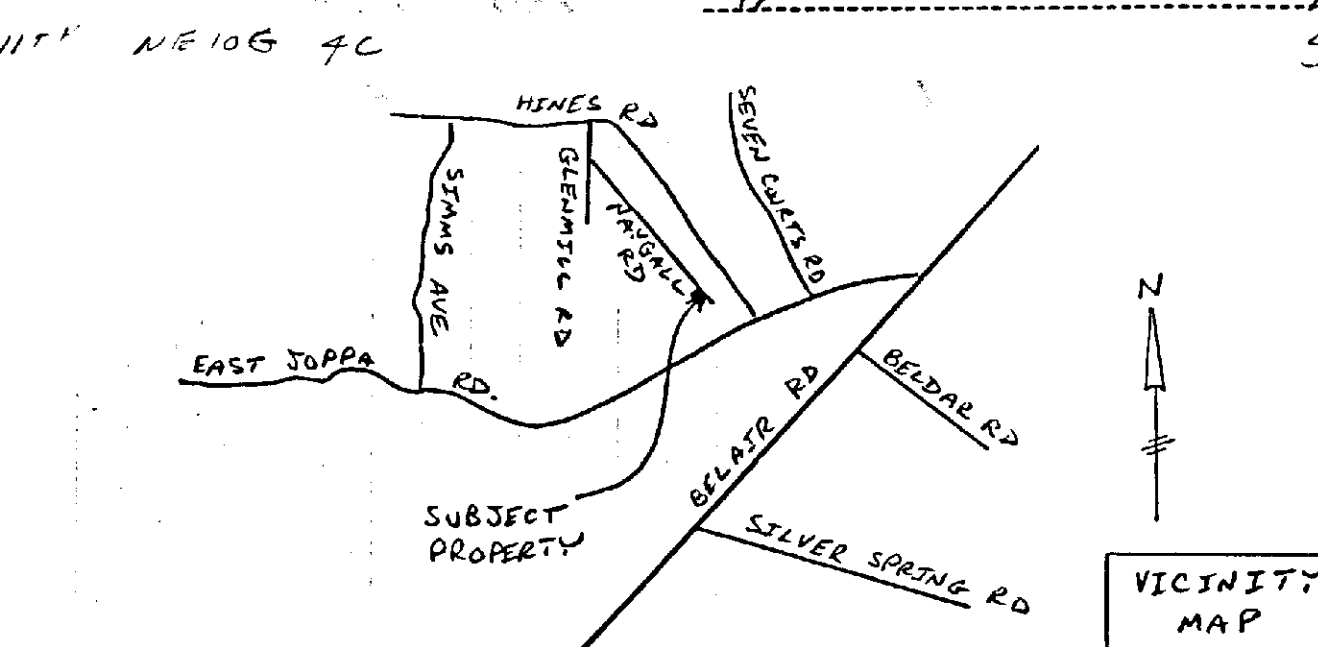 NE 10G 4C
HINES RD
SEVEN COURTS RD
GLENMILL RD
SIMMS AVE
RD
EAST JOPPA RD.
BELDAR RD
BELAIR RD
N
SUBJECT
PROPERTY
SILVER SPRING RD
VICINITY
MAP